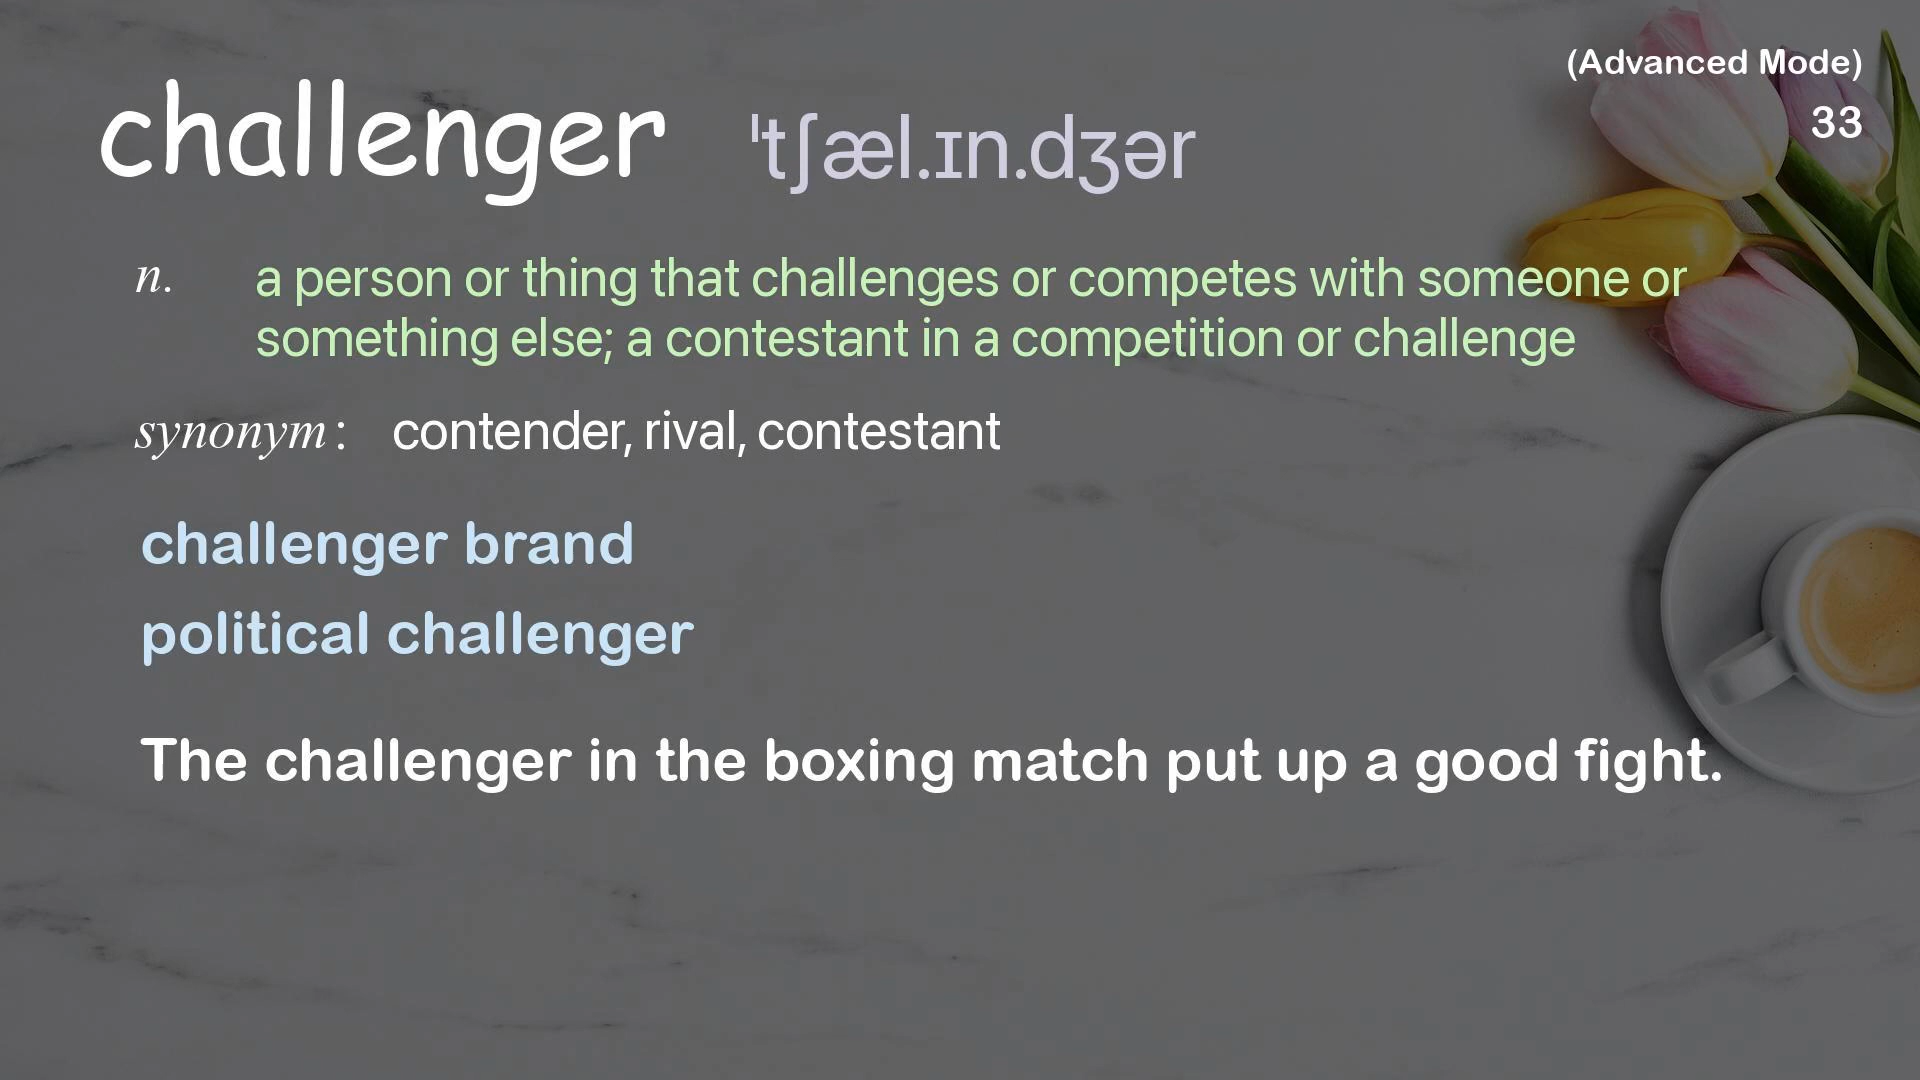 (Advanced Mode)
33
challenger ˈtʃæl.ɪn.dʒər
n. a person or thing that challenges or competes with someone or
something else; a contestant in a competition or challenge
synonym: contender, rival, contestant
challenger brand
political challenger
The challenger in the boxing match put up a good fight.